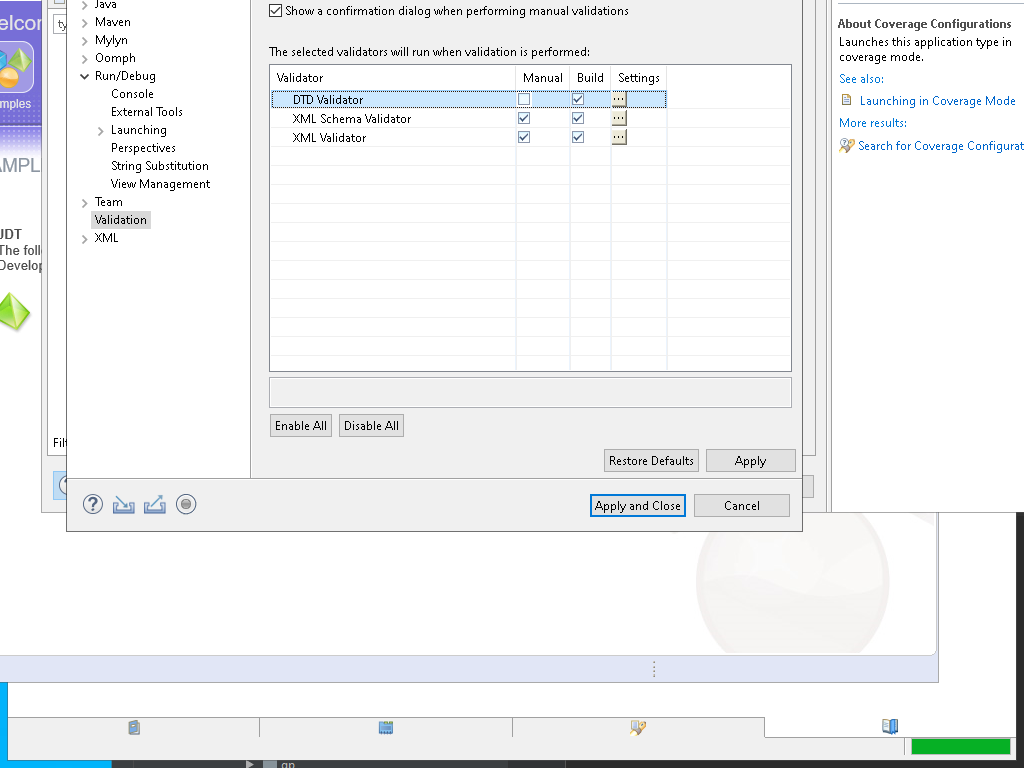 Java
Maven
Mylyn
Oomph
Run/Debug
Console
External Tools
Launching
Perspectives
String Substitution
View Management
Team
Validation
XML
Show a confirmation dialog when performing manual validations
The selected validators will run when validation is performed:
Validator Manual Build Settings
DTD Validator
XML Schema Validator
XML Validator
Enable All Disable All
Restore Defaults Apply
Apply and Close Cancel
About Coverage Configurations
Launches this application type in
coverage mode.
See also:
Launching in Coverage Mode
More results:
Search for Coverage Configurat
elcom
ty
mples
AMPL
JDT
The foll
Develop
Filt